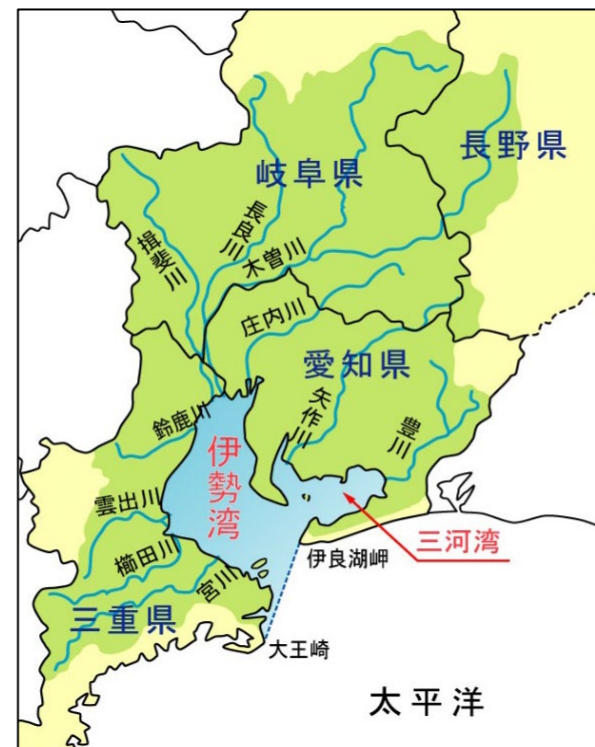 岐阜県
長野県
長良川
揖斐川
木曽川
庄内川
愛知県
矢作川
豊川
鈴鹿川
伊勢湾
雲出川
三河湾
伊良湖岬
櫛田川
宮川
三重県
大王崎
太平洋